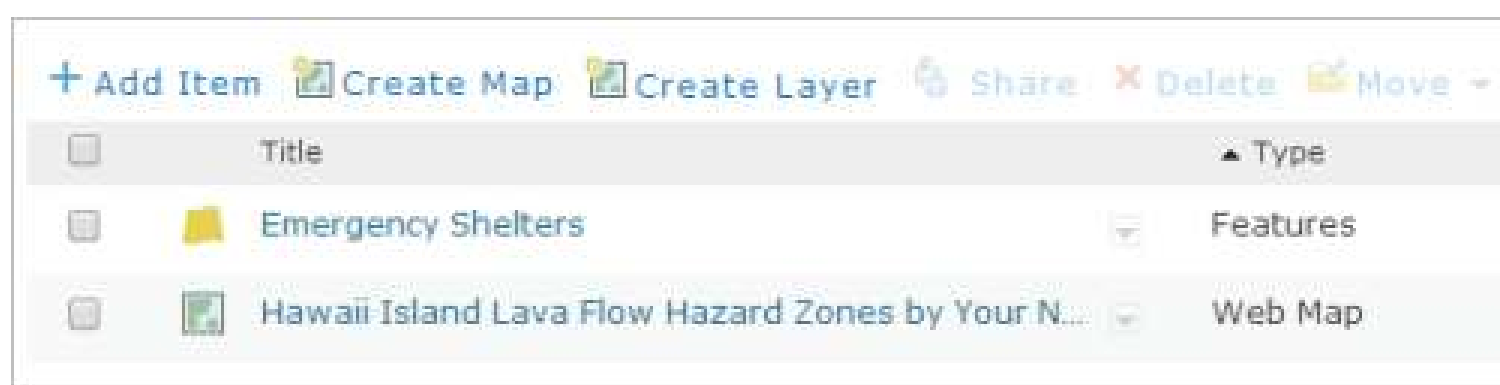 + Add Item Create Map Create Layer Share Delete Move
Title Type
Emergency Shelters Features
Hawaii Island Lava Flow Hazard Zones by Your N... Web Map